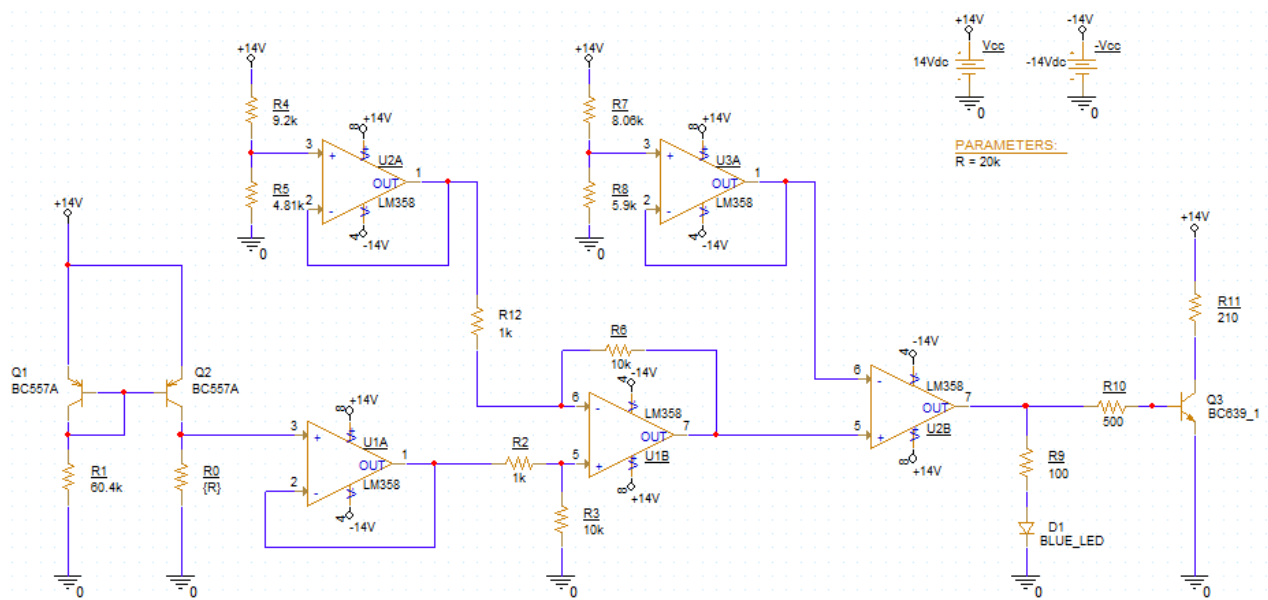 +14V
R4
9.2k
R5
4.81k
0
3
+
2
-
8
+14V
U2A
OUT
1
LM358
4
-14V
+14V
R7
8.06k
R8
5.9k
0
3
+
2
-
8
+14V
U3A
OUT
1
LM358
4
-14V
+14V
Vcc
14Vdc
0
-14V
-Vcc
-14Vdc
0
PARAMETERS:
R = 20k
+14V
Q1
BC557A
Q2
BC557A
R1
60.4k
0
R0
{R}
0
3
+
2
-
8
+14V
U1A
OUT
1
LM358
4
-14V
R12
1k
R2
1k
R3
10k
0
R6
10k
6
-
5
+
4
-14V
LM358
OUT
7
U1B
8
+14V
6
-
5
+
4
-14V
LM358
OUT
7
U2B
8
+14V
R9
100
D1
BLUE_LED
0
R10
500
+14V
R11
210
Q3
BC639_1
0